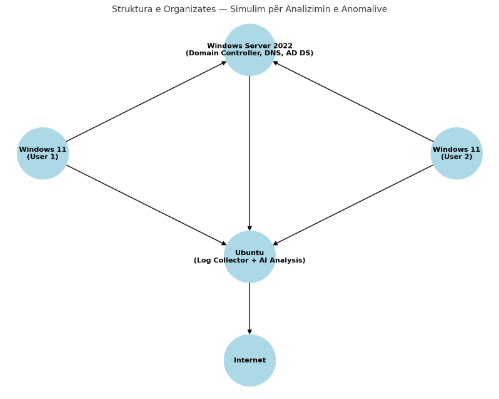 Struktura e Organizates — Simulim për Analizimin e Anomalive
Windows Server 2022
(Domain Controller, DNS, AD DS)
Windows 11
(User 1)
Windows 11
(User 2)
Ubuntu
(Log Collector + AI Analysis)
Internet